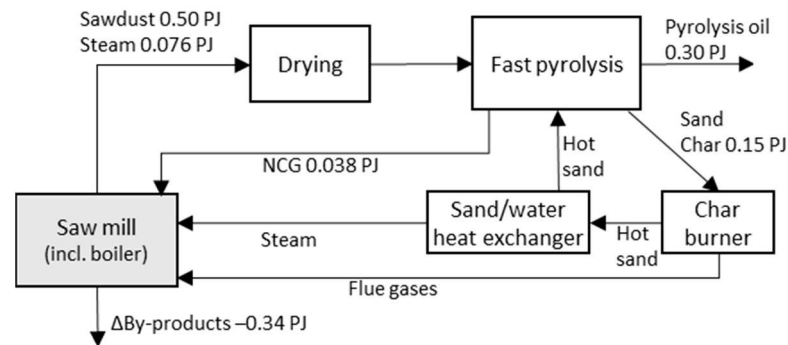 Sawdust 0.50 PJ
Steam 0.076 PJ
Drying
Fast pyrolysis
Pyrolysis oil
0.30 PJ
Sand
Char 0.15 PJ
NCG 0.038 PJ
Hot
sand
Saw mill
(incl. boiler)
Steam
Sand/water
heat exchanger
Hot
sand
Char
burner
Flue gases
ΔBy-products –0.34 PJ